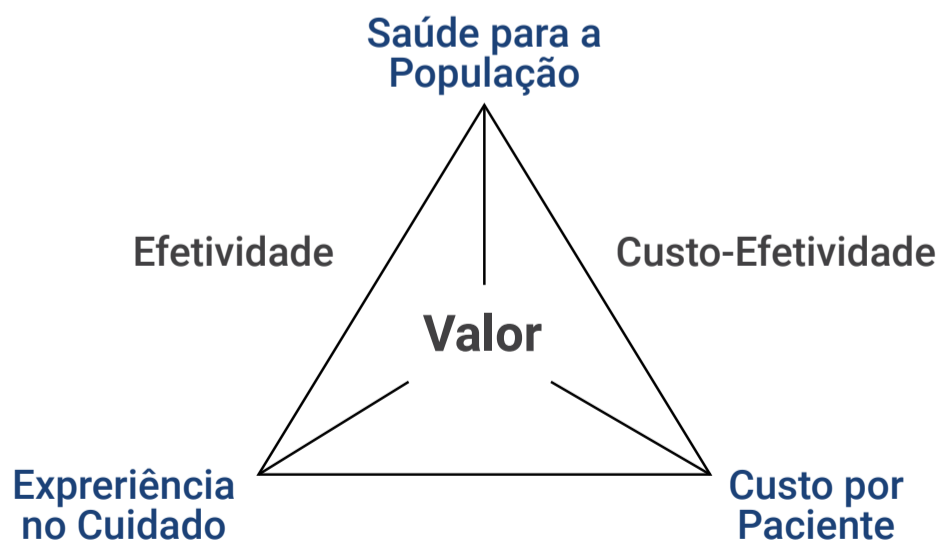 Saúde para a
População
Efetividade
Custo-Efetividade
Valor
Expreriência
no Cuidado
Custo por
Paciente